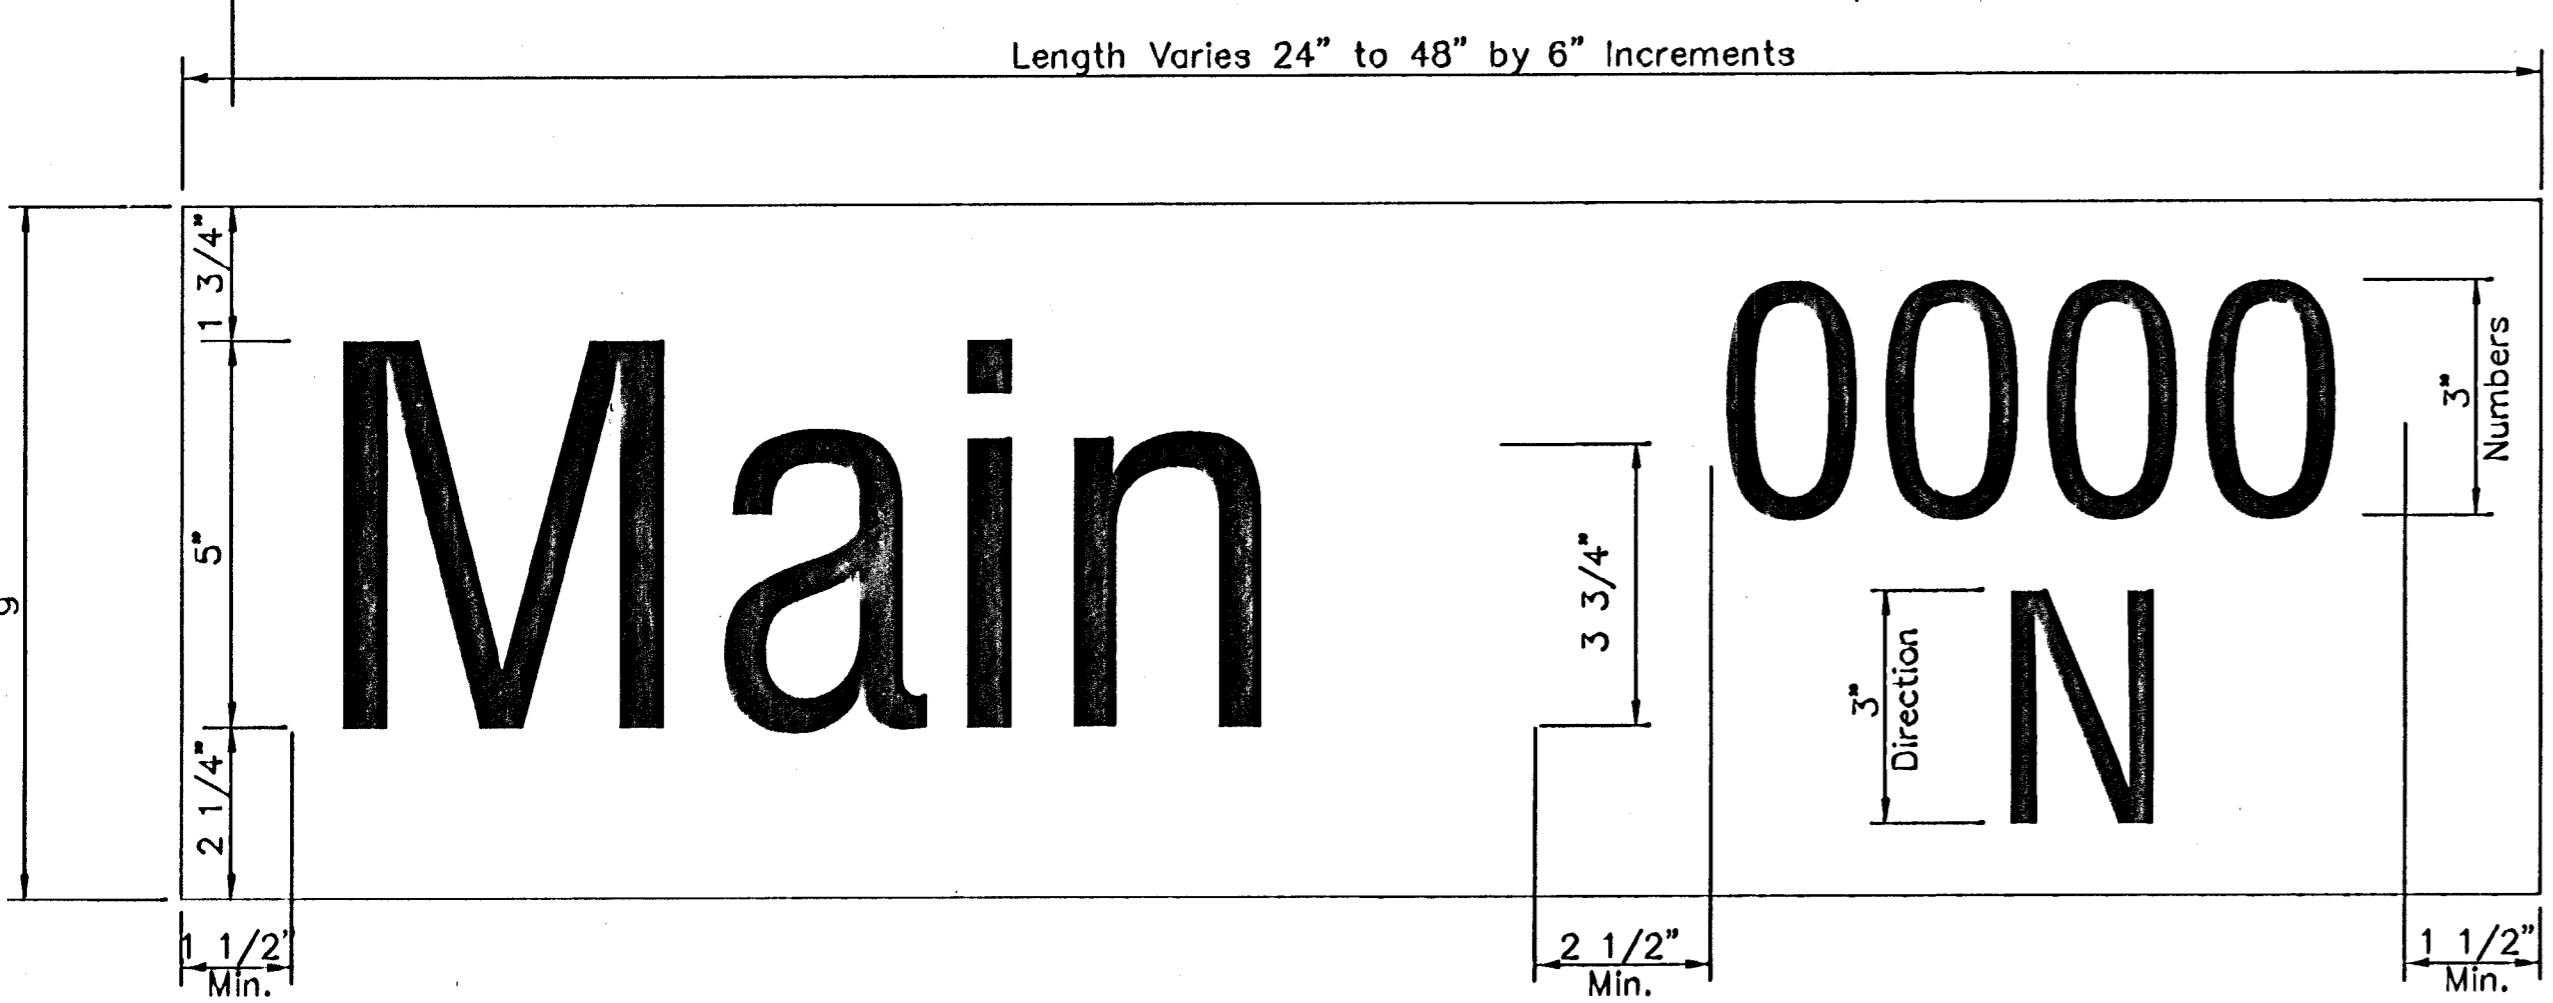 Length Varies 24" to 48" by 6" Increments
1 3/4"
5"
2 1/4"
9
Main
0000
N
3 3/4"
3"
Numbers
3"
Direction
1 1/2"
Min.
2 1/2"
Min.
1 1/2"
Min.